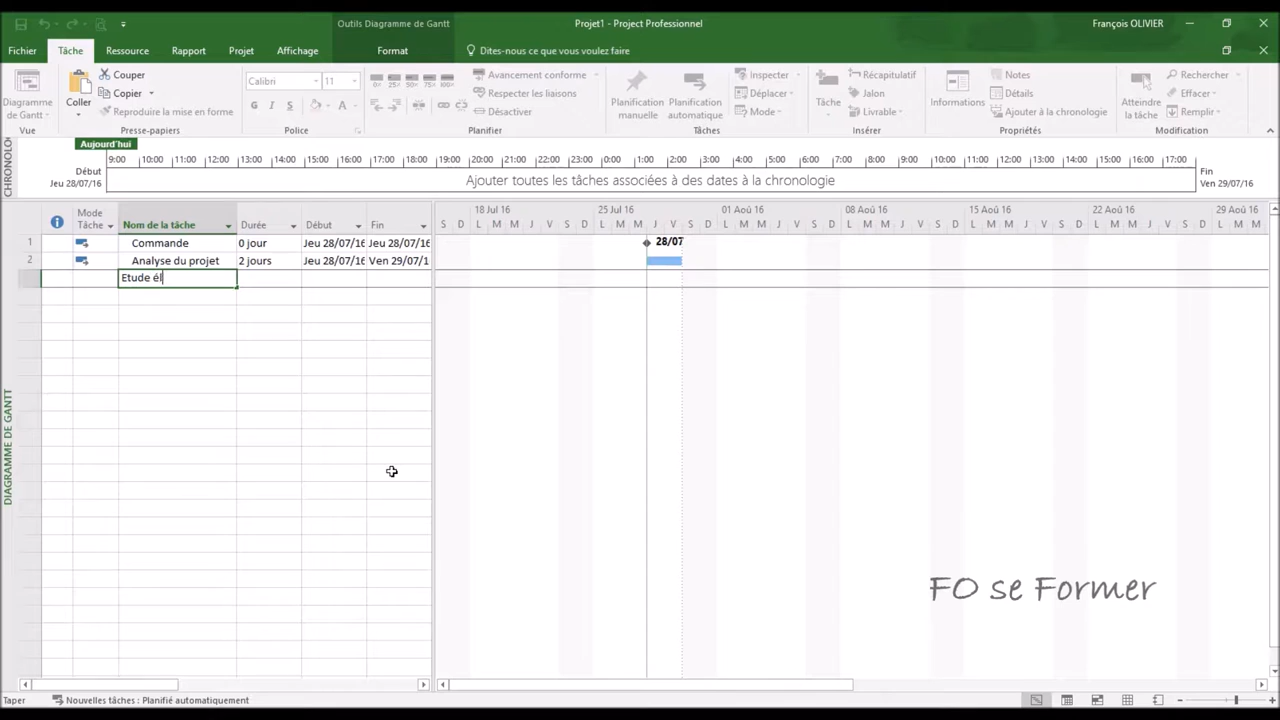 Outils Diagramme de Gantt
Projet1 - Project Professionnel
François OLIVIER
Fichier Tâche Ressource Rapport Projet Affichage Format Dites-nous ce que vous voulez faire
Diagramme de Gantt
Vue
Coller
Couper
Copier
Reproduire la mise en forme
Presse-papiers
Calibri 11
G I S A
Police
0% 25% 50% 75% 100%
Avancement conforme
Respecter les liaisons
Désactiver
Planifier
Planification manuelle
Planification automatique
Inspecter
Déplacer
Mode
Tâches
Tâche
Récapitulatif
Jalon
Livrable
Insérer
Informations
Notes
Détails
Ajouter à la chronologie
Propriétés
Atteindre la tâche
Rechercher
Effacer
Remplir
Modification
CHRONOLOG
Aujourd'hui
9:00 10:00 11:00 12:00 13:00 14:00 15:00 16:00 17:00 19:00 20:00 21:00 22:00 23:00 1:00 2:00 3:00 4:00 5:00 6:00 7:00 8:00 9:00 10:00 11:00 12:00 13:00 14:00 15:00 16:00 17:00
Début
Jeu 28/07/16
Ajouter toutes les tâches associées à des dates à la chronologie
Fin
Ven 29/07/16
Mode Tâche Nom de la tâche Durée Début Fin
18 Jul 16 25 Jul 16 01 Aoû 16 08 Aoû 16 15 Aoû 16 22 Aoû 16 29 Aoû 16
S D L M M J V S D L M M J V S D L M M J V S D L M M J V S D L M M J V S D L M M J V S D L M M
1 Commande 0 jour Jeu 28/07/16 Jeu 28/07/16 28/07
2 Analyse du projet 2 jours Jeu 28/07/16 Ven 29/07/1
Etude él
DIAGRAMME DE GANTT
FO se Former
Taper Nouvelles tâches : Planifié automatiquement